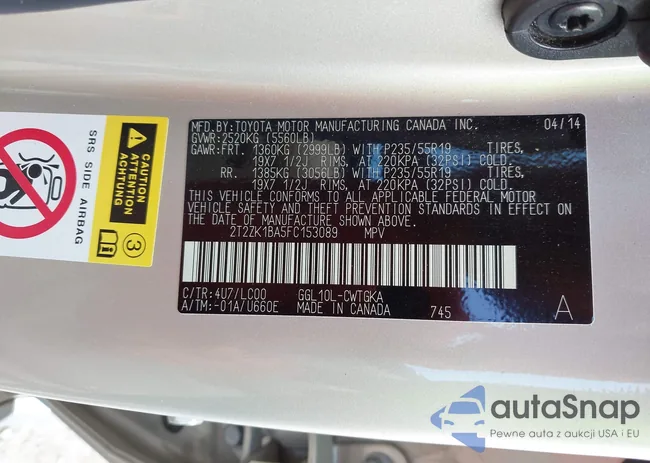 SRS SIDE AIRBAG
CAUTION
ATTENTION
ACHTUNG
3
MFD.BY:TOYOTA MOTOR MANUFACTURING CANADA INC. 04/14
GVWR:2520KG (5560LB)
GAWR:FRT. 1360KG (2999LB) WITH P235/55R19 TIRES,
19X7 1/2J RIMS, AT 220KPA (32PSI) COLD.
RR. 1385KG (3056LB) WITH P235/55R19 TIRES,
19X7 1/2J RIMS, AT 220KPA (32PSI) COLD.
THIS VEHICLE CONFORMS TO ALL APPLICABLE FEDERAL MOTOR
VEHICLE SAFETY AND THEFT PREVENTION STANDARDS IN EFFECT
ON THE DATE OF MANUFACTURE SHOWN ABOVE.
2T2ZK1BA5FC153089 MPV
C/TR:4U7/LC00 GGL10L-CWTGKA
A/TM:-01A/U660E MADE IN CANADA 745 A
autaSnap
Pewne auta z aukcji USA i EU